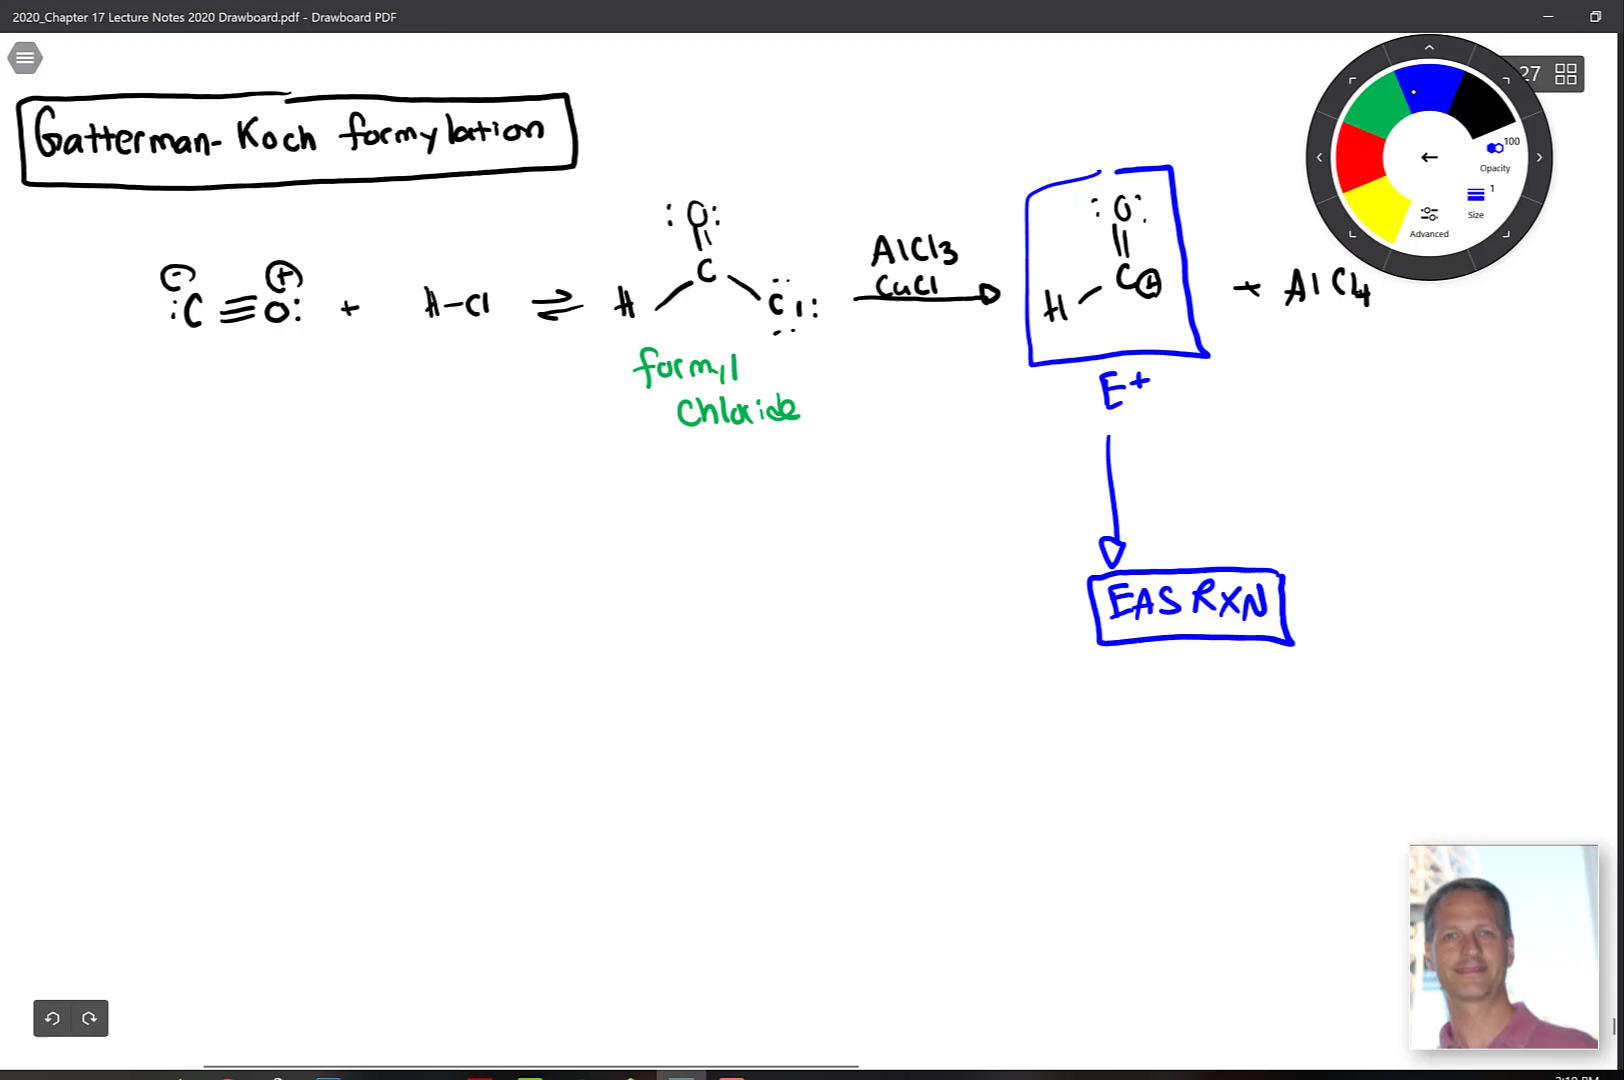 2020_Chapter 17 Lecture Notes 2020 Drawboard.pdf - Drawboard PDF
27
100
Opacity
1
Size
Advanced
Gatterman-Koch formylation
:C≡O: + H-Cl ⇌ H C :O: Cl: AlCl3 CuCl → H C⊕ :O: + AlCl4
⊖ ⊕
formyl
chloride
E+
EAS RXN